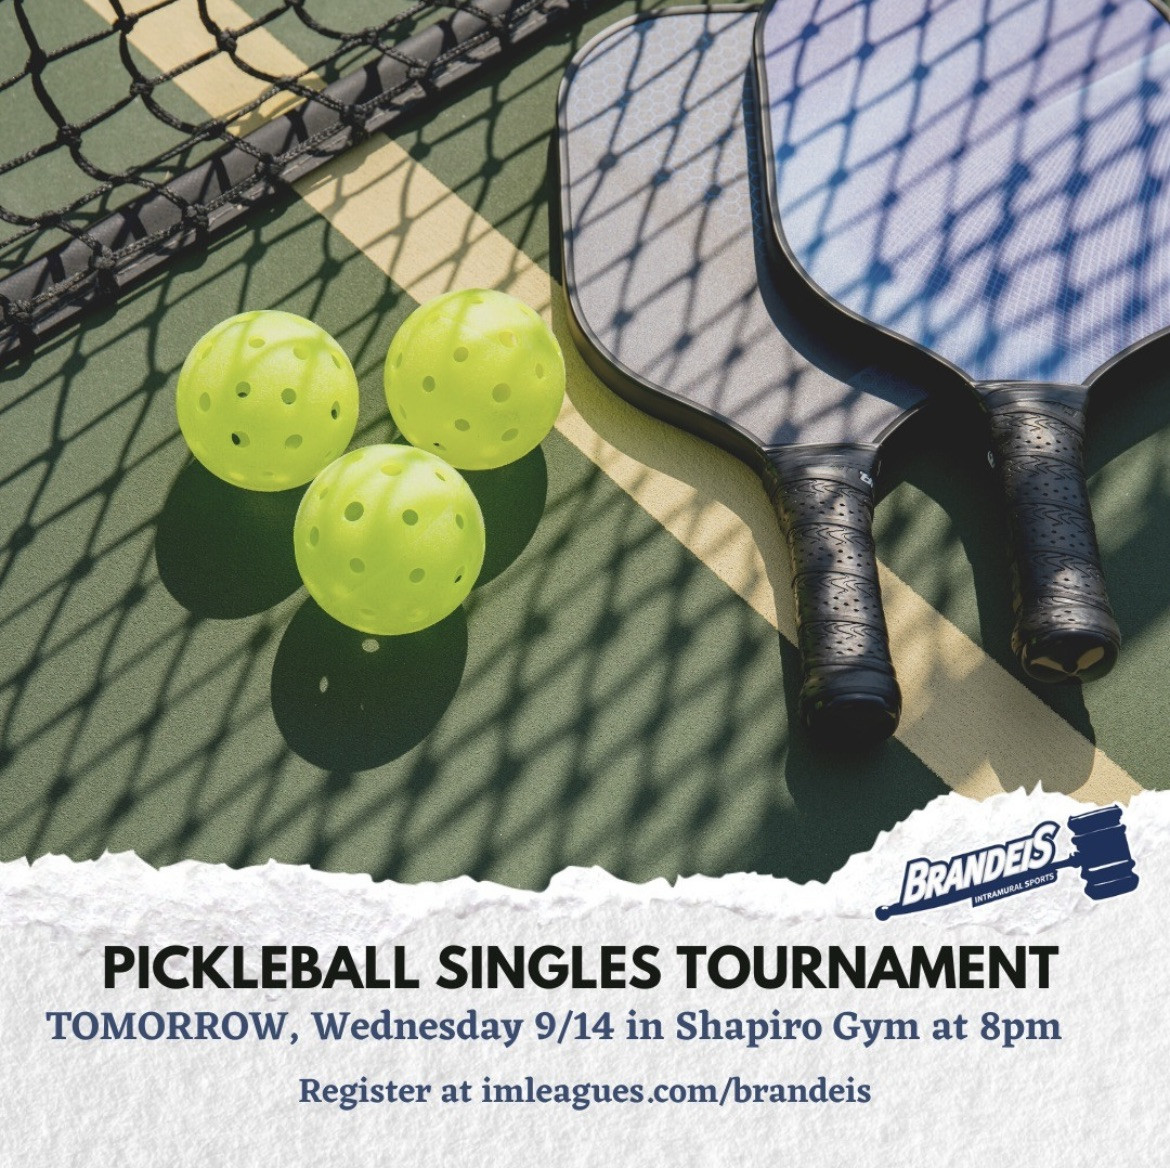 BRANDEIS
INTRAMURAL SPORTS
PICKLEBALL SINGLES TOURNAMENT
TOMORROW, Wednesday 9/14 in Shapiro Gym at 8pm
Register at imleagues.com/brandeis